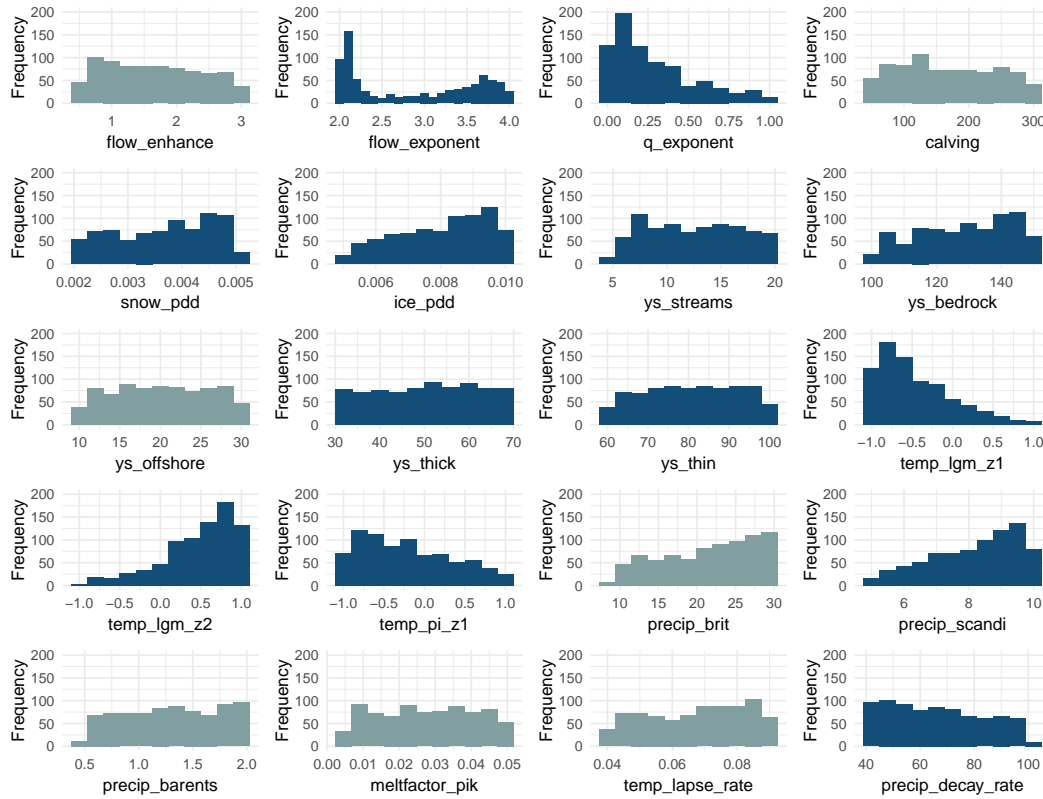 200
150
100
50
0
Frequency
1 2 3
flow_enhance
200
150
100
50
0
Frequency
2.0 2.5 3.0 3.5 4.0
flow_exponent
200
150
100
50
0
Frequency
0.00 0.25 0.50 0.75 1.00
q_exponent
200
150
100
50
0
Frequency
100 200 300
calving
200
150
100
50
0
Frequency
0.002 0.003 0.004 0.005
snow_pdd
200
150
100
50
0
Frequency
0.006 0.008 0.010
ice_pdd
200
150
100
50
0
Frequency
5 10 15 20
ys_streams
200
150
100
50
0
Frequency
100 120 140
ys_bedrock
200
150
100
50
0
Frequency
10 15 20 25 30
ys_offshore
200
150
100
50
0
Frequency
30 40 50 60 70
ys_thick
200
150
100
50
0
Frequency
60 70 80 90 100
ys_thin
200
150
100
50
0
Frequency
−1.0 −0.5 0.0 0.5 1.0
temp_lgm_z1
200
150
100
50
0
Frequency
−1.0 −0.5 0.0 0.5 1.0
temp_lgm_z2
200
150
100
50
0
Frequency
−1.0 −0.5 0.0 0.5 1.0
temp_pi_z1
200
150
100
50
0
Frequency
10 15 20 25 30
precip_brit
200
150
100
50
0
Frequency
6 8 10
precip_scandi
200
150
100
50
0
Frequency
0.5 1.0 1.5 2.0
precip_barents
200
150
100
50
0
Frequency
0.00 0.01 0.02 0.03 0.04 0.05
meltfactor_pik
200
150
100
50
0
Frequency
0.04 0.06 0.08
temp_lapse_rate
200
150
100
50
0
Frequency
40 60 80 100
precip_decay_rate